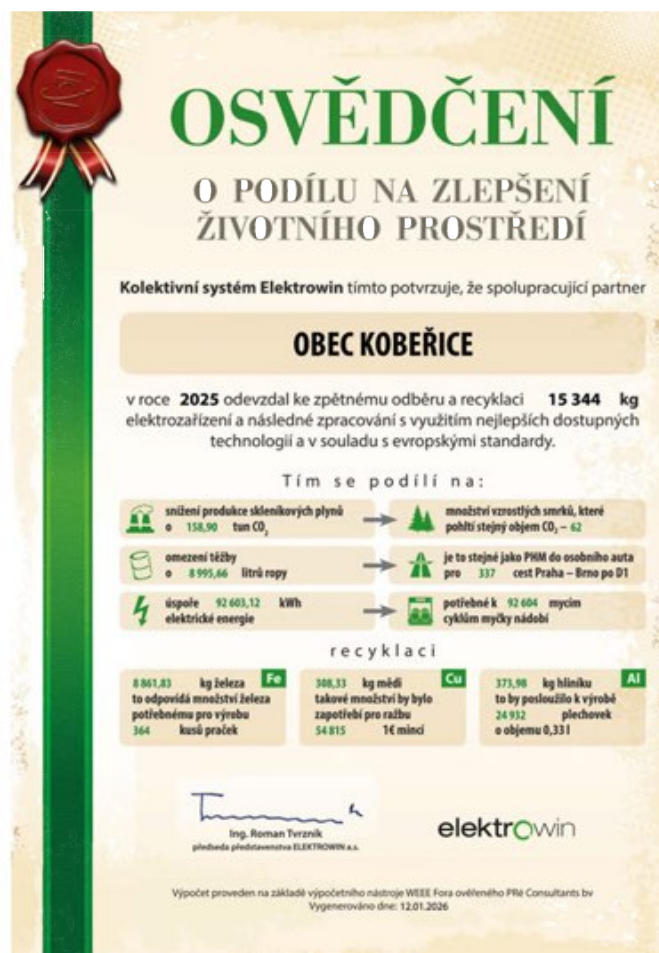 OSVĚDČENÍ
O PODÍLU NA ZLEPŠENÍ
ŽIVOTNÍHO PROSTŘEDÍ
Kolektivní systém Elektrowin tímto potvrzuje, že spolupracující partner
OBEC KOBEŘICE
v roce 2025 odevzdal ke zpětnému odběru a recyklaci 15 344 kg
elektrozařízení a následné zpracování s využitím nejlepších dostupných
technologií a v souladu s evropskými standardy.
Tím se podílí na:
snížení produkce skleníkových plynů
o 158,90 tun CO₂
množství vzrostlých smrků, které
pohltí stejný objem CO₂ – 62
omezení těžby
o 8 995,66 litrů ropy
je to stejné jako PHM do osobního auta
pro 337 cest Praha – Brno po D1
úspoře 92 603,12 kWh
elektrické energie
potřebné k 92 604 mycím
cyklům myčky nádobí
recyklaci
8 861,83 kg železa Fe
to odpovídá množství železa
potřebnému pro výrobu
364 kusů praček
308,33 kg mědi Cu
takové množství by bylo
zapotřebí pro ražbu
54 815 1€ mincí
373,98 kg hliníku Al
to by posloužilo k výrobě
24 932 plechovek
o objemu 0,33 l
Ing. Roman Tvrzník
předseda představenstva ELEKTROWIN a.s.
elektrowin
Výpočet proveden na základě výpočetního nástroje WEEE Fora ověřeného PRé Consultants bv
Vygenerováno dne: 12.01.2026